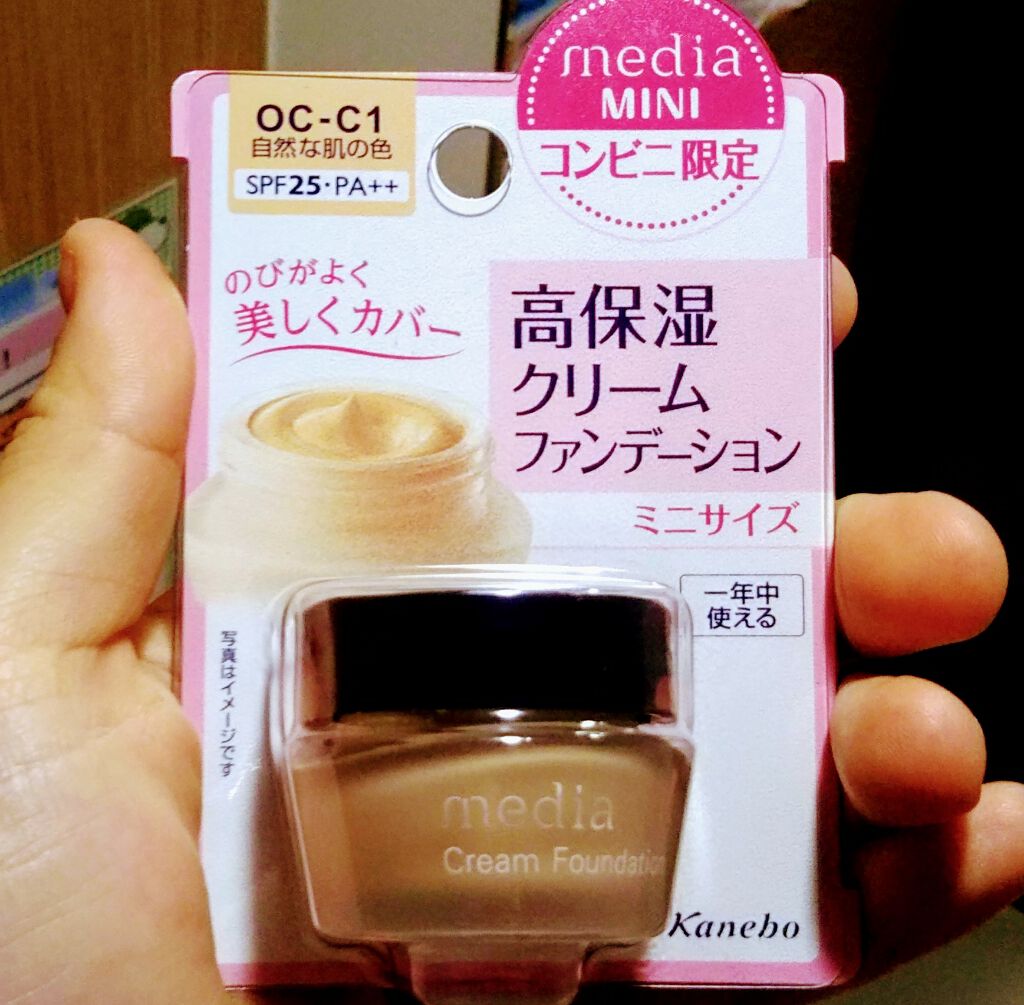 media
MINI
コンビニ限定
OC-C1
自然な肌の色
SPF25・PA++
のびがよく
美しくカバー
高保湿
クリーム
ファンデーション
ミニサイズ
一年中
使える
写真はイメージです
media
Cream Foundation
Kanebo